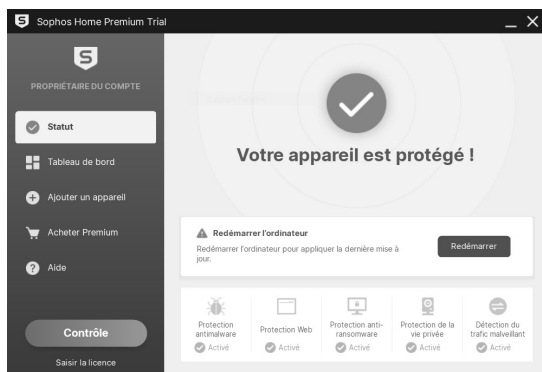 Sophos Home Premium Trial
S
PROPRIÉTAIRE DU COMPTE
Statut
Tableau de bord
Ajouter un appareil
Acheter Premium
Aide
Contrôle
Saisir la licence
Votre appareil est protégé !
Redémarrer l'ordinateur
Redémarrer l'ordinateur pour appliquer la dernière mise à
jour.
Redémarrer
Protection
antimalware
Activé
Protection Web
Activé
Protection anti-
ransomware
Activé
Protection de la
vie privée
Activé
Détection du
trafic malveillant
Activé